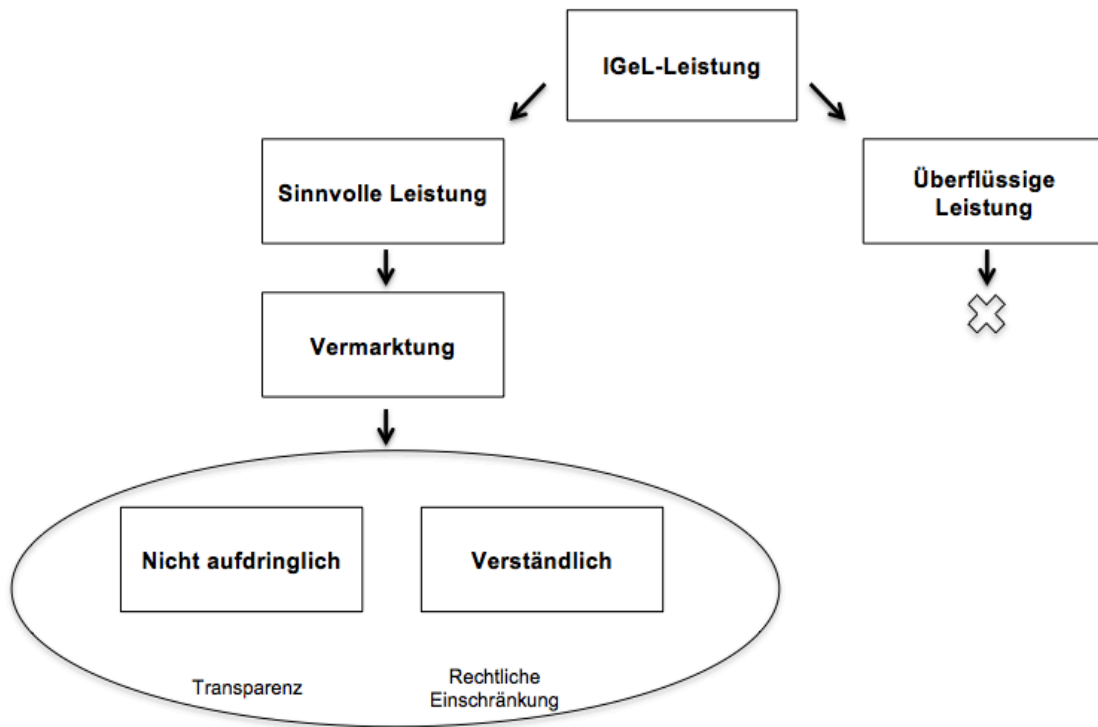 IGeL-Leistung
Sinnvolle Leistung
Überflüssige
Leistung
Vermarktung
Nicht aufdringlich
Verständlich
Transparenz
Rechtliche
Einschränkung